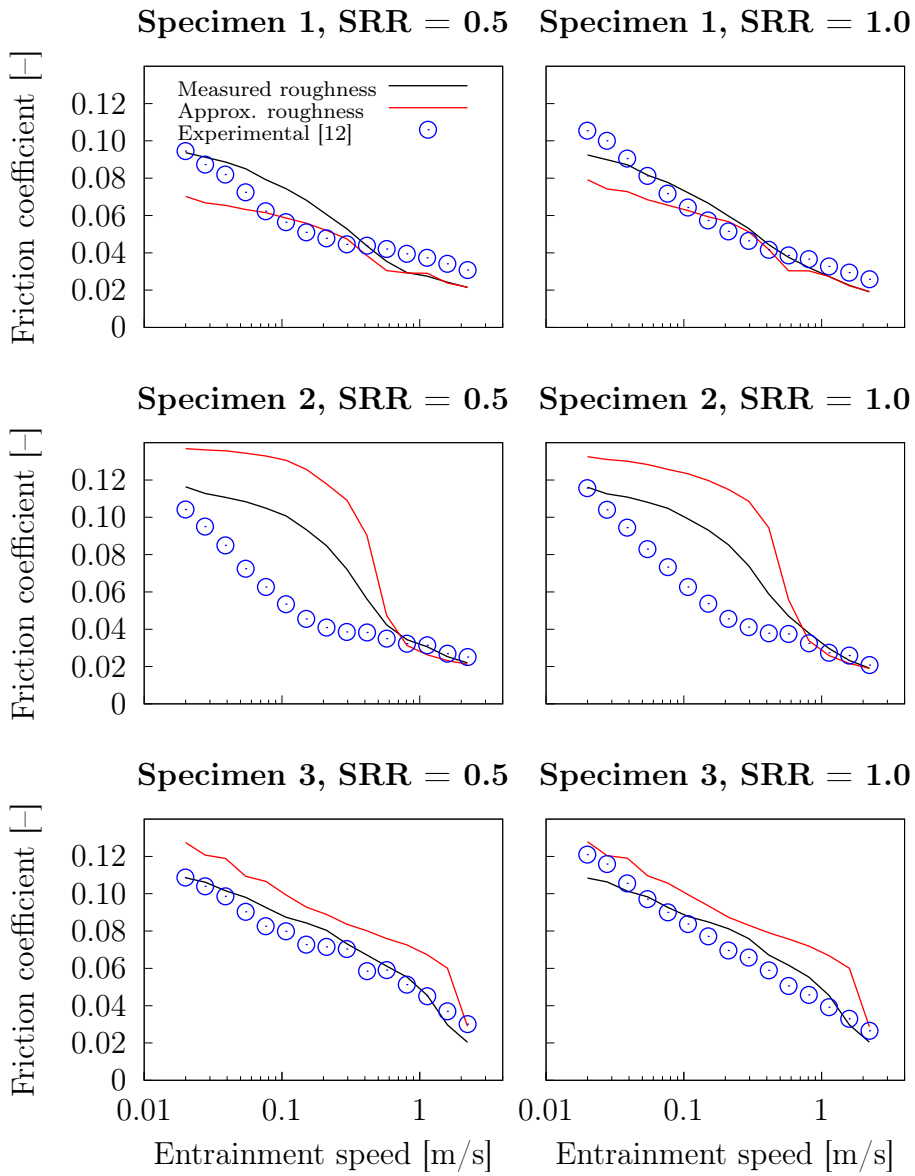 Specimen 1, SRR = 0.5
Specimen 1, SRR = 1.0
Friction coefficient [–]
0.12
0.10
0.08
0.06
0.04
0.02
0
Measured roughness
Approx. roughness
Experimental [12]
Specimen 2, SRR = 0.5
Specimen 2, SRR = 1.0
Friction coefficient [–]
0.12
0.10
0.08
0.06
0.04
0.02
0
Specimen 3, SRR = 0.5
Specimen 3, SRR = 1.0
Friction coefficient [–]
0.12
0.10
0.08
0.06
0.04
0.02
0
0.01 0.1 1
0.01 0.1 1
Entrainment speed [m/s]
Entrainment speed [m/s]